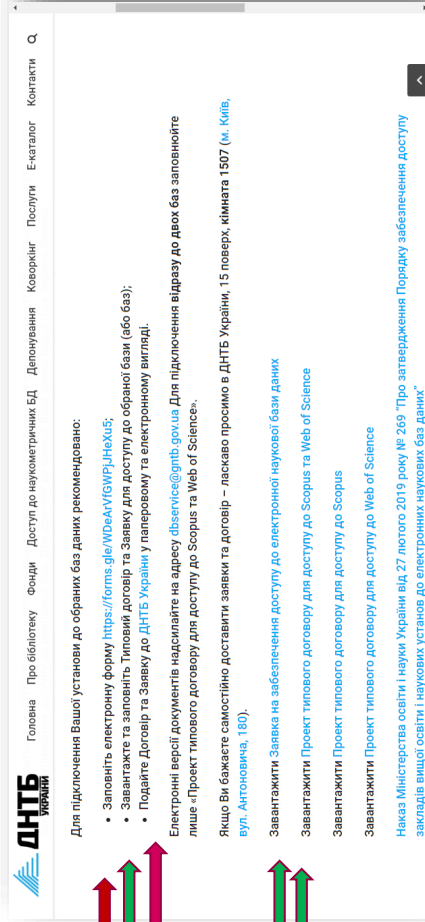 ДНТБ
УКРАЇНИ
Головна Про бібліотеку Фонди Доступ до наукометричних БД Депонування Коворкінг Послуги Е-каталог Контакти
Для підключення Вашої установи до обраних баз даних рекомендовано:
• Заповніть електронну форму https://forms.gle/WDeArVfGWPjJHeXu5;
• Завантажте та заповніть Типовий договір та Заявку для доступу до обраної бази (або баз);
• Подайте Договір та Заявку до ДНТБ України у паперовому та електронному вигляді.
Електронні версії документів надсилайте на адресу dbservice@gntb.gov.ua Для підключення відразу до двох баз заповнюйте
лише «Проект типового договору для доступу до Scopus та Web of Science».
Якщо Ви бажаєте самостійно доставити заявки та договір – ласкаво просимо в ДНТБ України, 15 поверх, кімната 1507 (м. Київ,
вул. Антоновича, 180).
Завантажити Заявка на забезпечення доступу до електронної наукової бази даних
Завантажити Проект типового договору для доступу до Scopus та Web of Science
Завантажити Проект типового договору для доступу до Scopus
Завантажити Проект типового договору для доступу до Web of Science
Наказ Міністерства освіти і науки України від 27 лютого 2019 року № 269 "Про затвердження Порядку забезпечення доступу
закладів вищої освіти і наукових установ до електронних наукових баз даних"